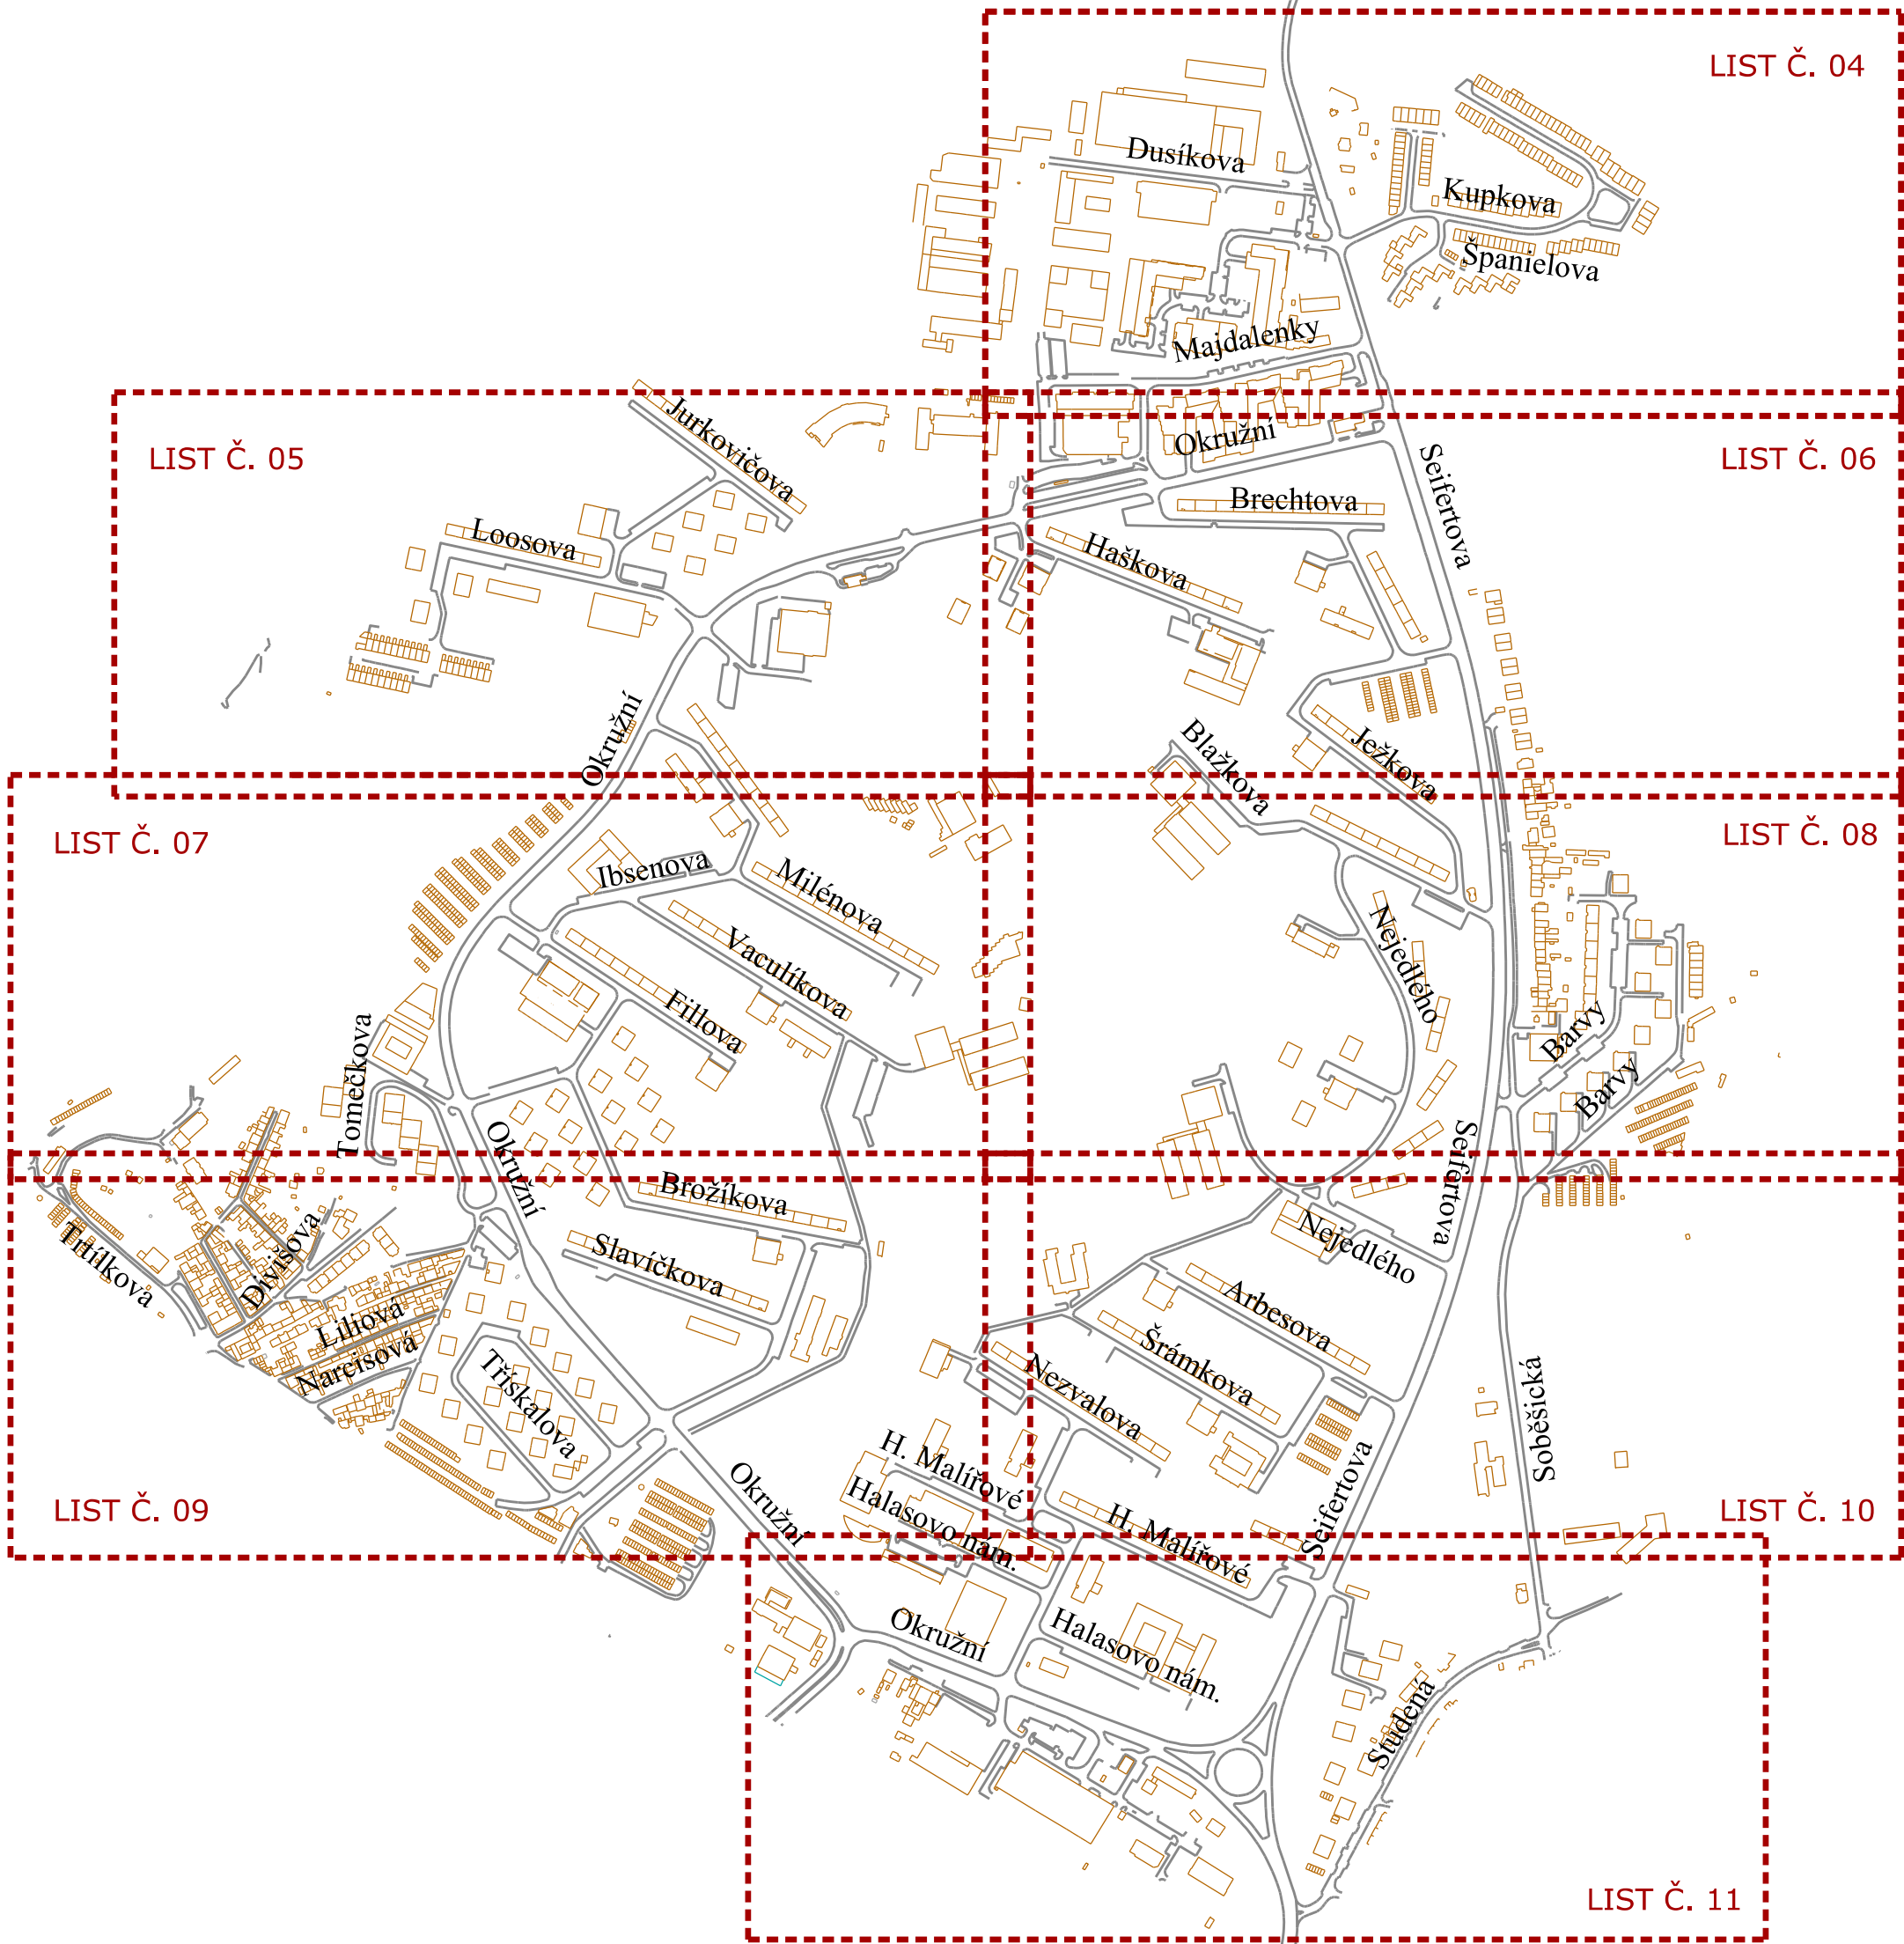 LIST Č. 04
Dusíkova
Kupkova
Španielova
Majdalenky
Jurkovičova
LIST Č. 05
Okružní
Seifertova
LIST Č. 06
Loosova
Brechtova
Haškova
Okružní
Blažkova
Ježkova
LIST Č. 07
LIST Č. 08
Ibsenova
Milénova
Vaculíkova
Nejedlého
Fillova
Tomečkova
Barvy
Barvy
Okružní
Seifertova
Brožíkova
Trtílkova
Divišova
Slavíčkova
Nejedlého
Liliová
Arbesova
Narcisová
Šrámkova
Třískalova
Nezvalova
Soběšická
H. Malířové
Okružní
Halasovo nám.
Seifertova
LIST Č. 09
LIST Č. 10
H. Malířové
Okružní
Halasovo nám.
Studená
LIST Č. 11